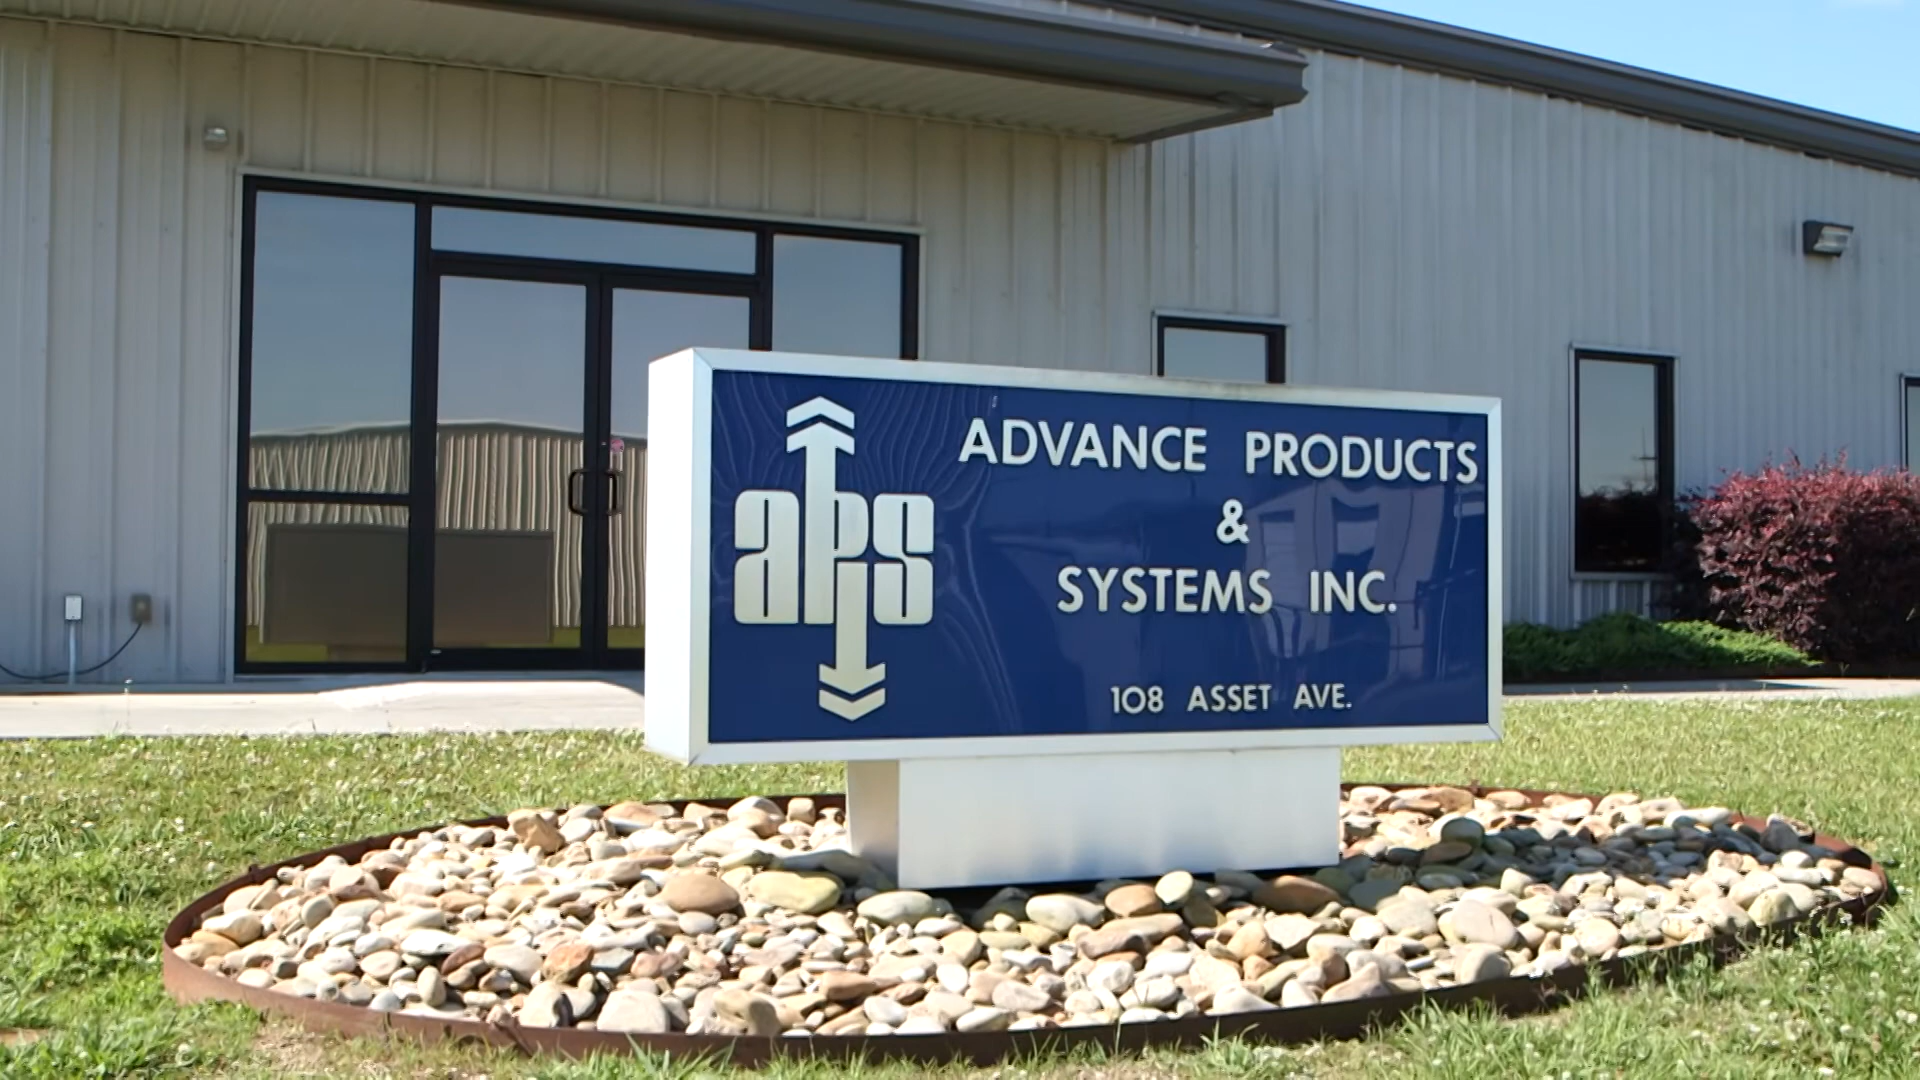 aps
ADVANCE PRODUCTS
&
SYSTEMS INC.
108 ASSET AVE.